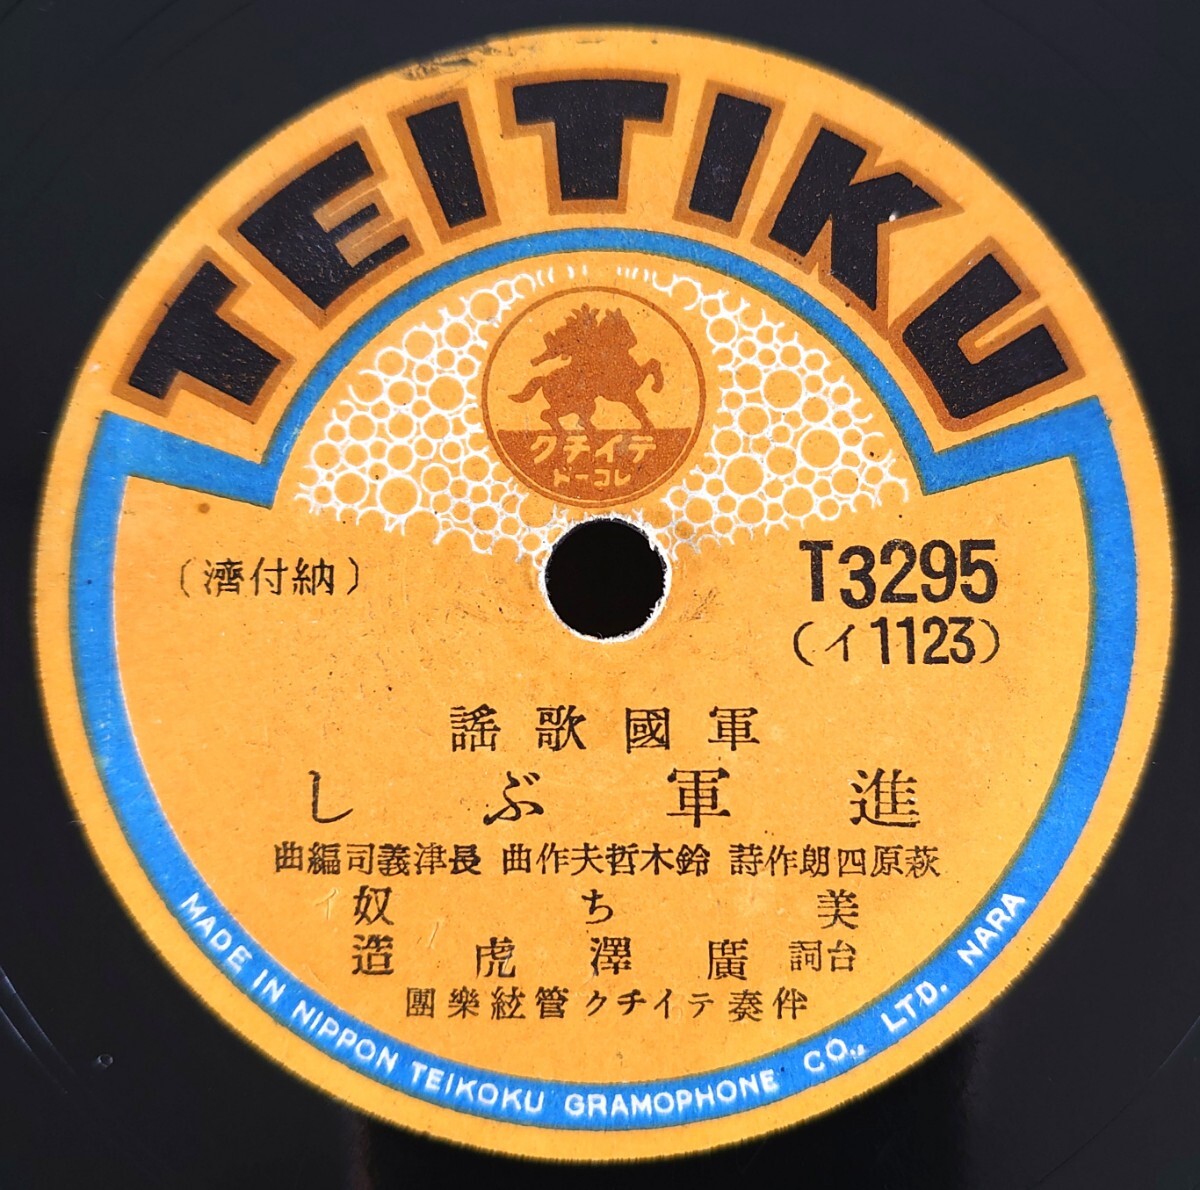 TEITIKU
テイチク
レコード
(納付濟)
T3295
(イ1123)
軍國歌謠
進軍ぶし
萩原四朗作詩 鈴木哲夫作曲 長津義司編曲
美ち奴
台詞 廣澤虎造
伴奏テイチク管絃樂團
MADE IN NIPPON TEIKOKU GRAMOPHONE CO., LTD. NARA